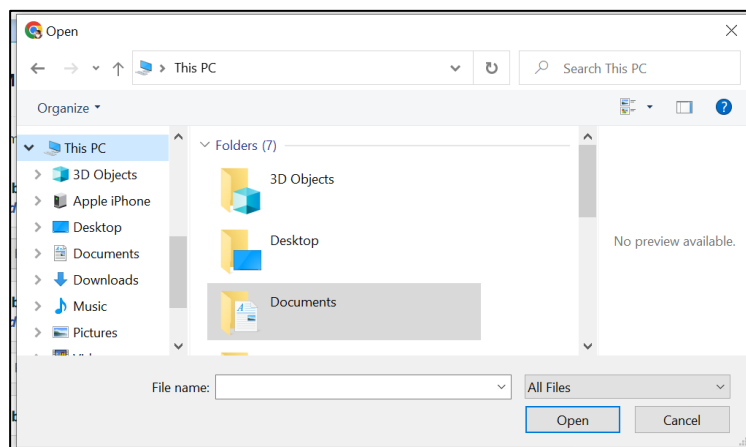 Open
This PC
Search This PC
Organize
This PC
3D Objects
Apple iPhone
Desktop
Documents
Downloads
Music
Pictures
Folders (7)
3D Objects
Desktop
Documents
No preview available.
File name:
All Files
Open
Cancel